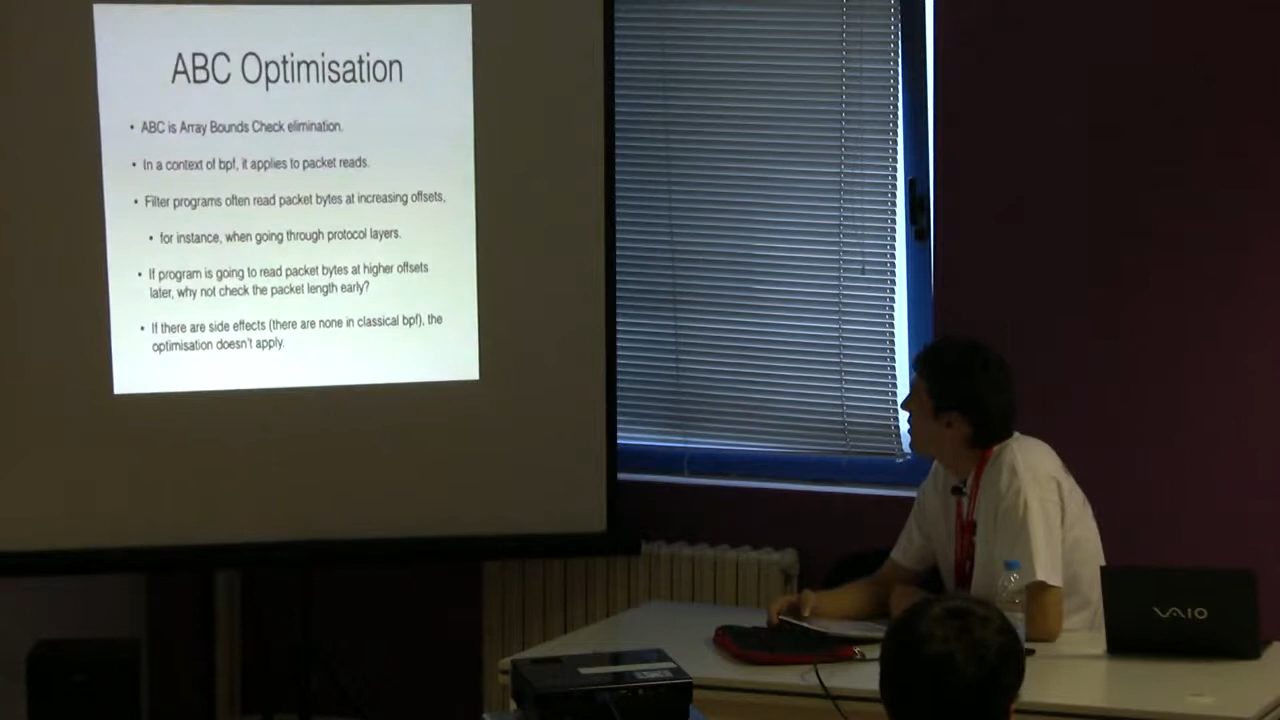 ABC Optimisation
• ABC is Array Bounds Check elimination.
• In a context of bpf, it applies to packet reads.
• Filter programs often read packet bytes at increasing offsets,
• for instance, when going through protocol layers.
• If program is going to read packet bytes at higher offsets
later, why not check the packet length early?
• If there are side effects (there are none in classical bpf), the
optimisation doesn't apply.
VAIO